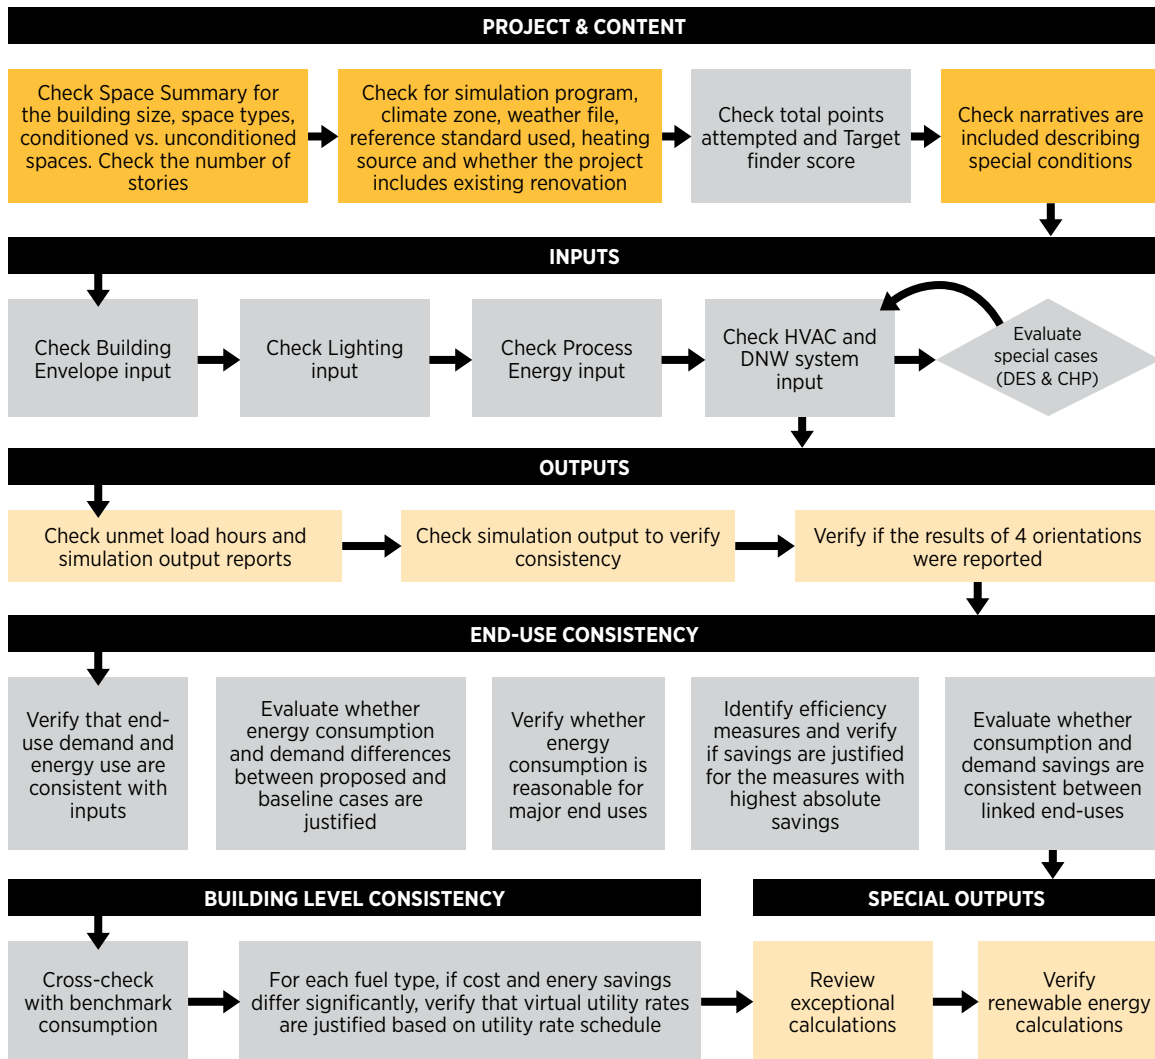 PROJECT & CONTENT
Check Space Summary for
the building size, space types,
conditioned vs. unconditioned
spaces. Check the number of
stories
Check for simulation program,
climate zone, weather file,
reference standard used, heating
source and whether the project
includes existing renovation
Check total points
attempted and Target
finder score
Check narratives are
included describing
special conditions
INPUTS
Check Building
Envelope input
Check Lighting
input
Check Process
Energy input
Check HVAC and
DNW system
input
Evaluate
special cases
(DES & CHP)
OUTPUTS
Check unmet load hours and
simulation output reports
Check simulation output to verify
consistency
Verify if the results of 4 orientations
were reported
END-USE CONSISTENCY
Verify that end-
use demand and
energy use are
consistent with
inputs
Evaluate whether
energy consumption
and demand differences
between proposed and
baseline cases are
justified
Verify whether
energy
consumption is
reasonable for
major end uses
Identify efficiency
measures and verify
if savings are justified
for the measures with
highest absolute
savings
Evaluate whether
consumption and
demand savings are
consistent between
linked end-uses
BUILDING LEVEL CONSISTENCY
SPECIAL OUTPUTS
Cross-check
with benchmark
consumption
For each fuel type, if cost and enery savings
differ significantly, verify that virtual utility rates
are justified based on utility rate schedule
Review
exceptional
calculations
Verify
renewable energy
calculations